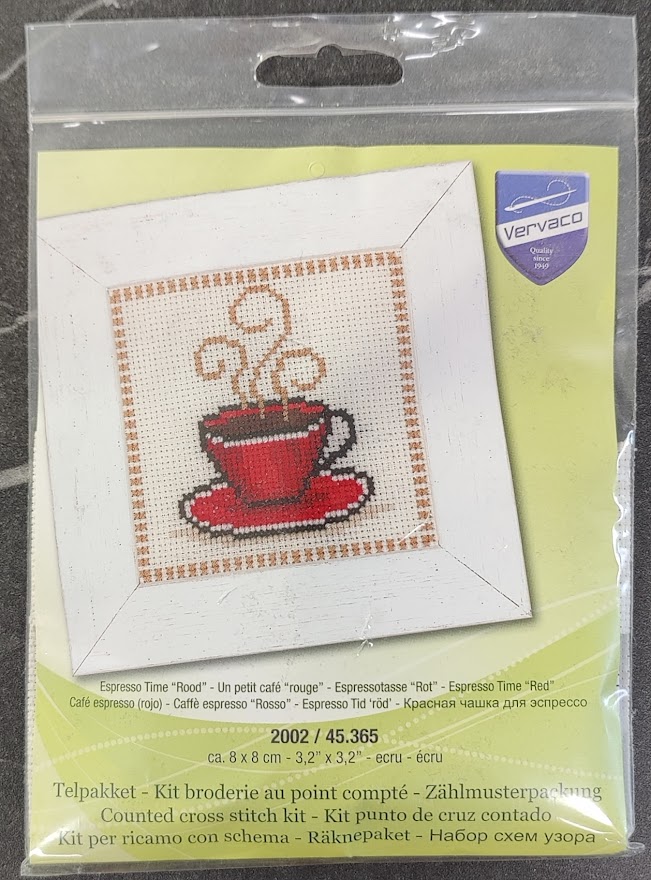 Vervaco
Quality
since
1949
Espresso Time “Rood” - Un petit café “rouge” - Espressotasse “Rot” - Espresso Time “Red”
Café espresso (rojo) - Caffè espresso “Rosso” - Espresso Tid ‘röd’ - Красная чашка для эспрессо
2002 / 45.365
ca. 8 x 8 cm - 3,2” x 3,2” - ecru - écru
Telpakket - Kit broderie au point compté - Zählmusterpackung
Counted cross stitch kit - Kit punto de cruz contado
Kit per ricamo con schema - Räknepaket - Набор схем узора